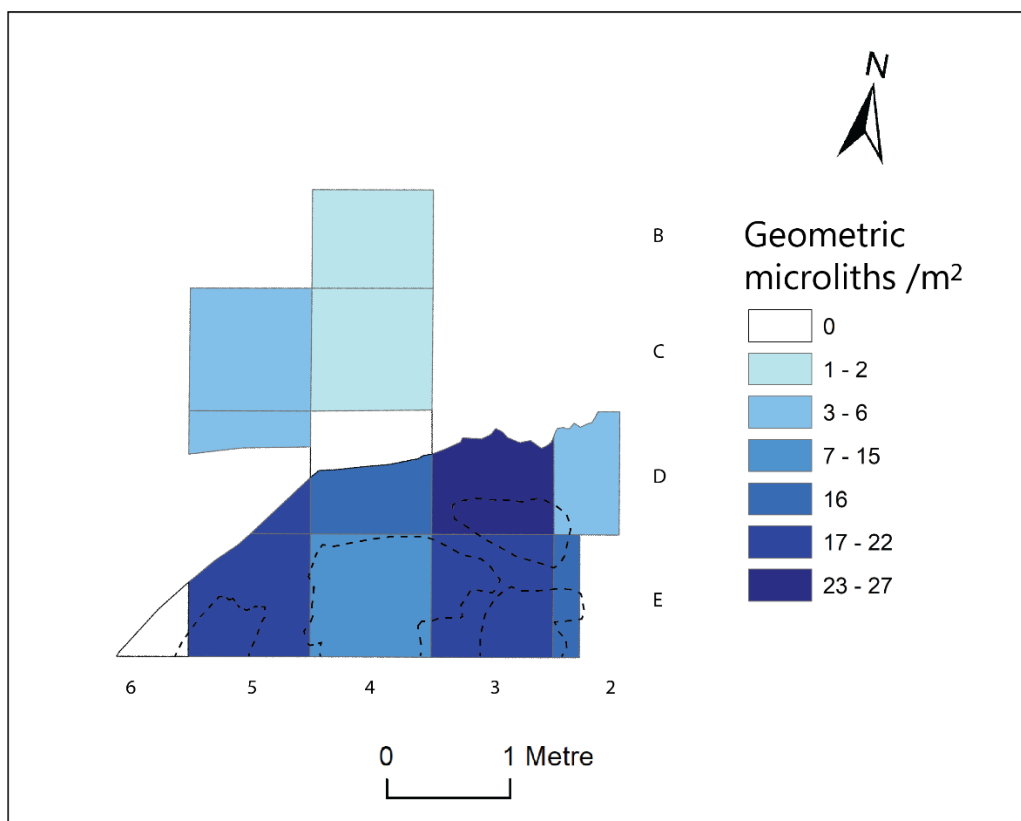 N
B
C
D
E
6 5 4 3 2
0 1 Metre
Geometric
microliths /m²
0
1 - 2
3 - 6
7 - 15
16
17 - 22
23 - 27